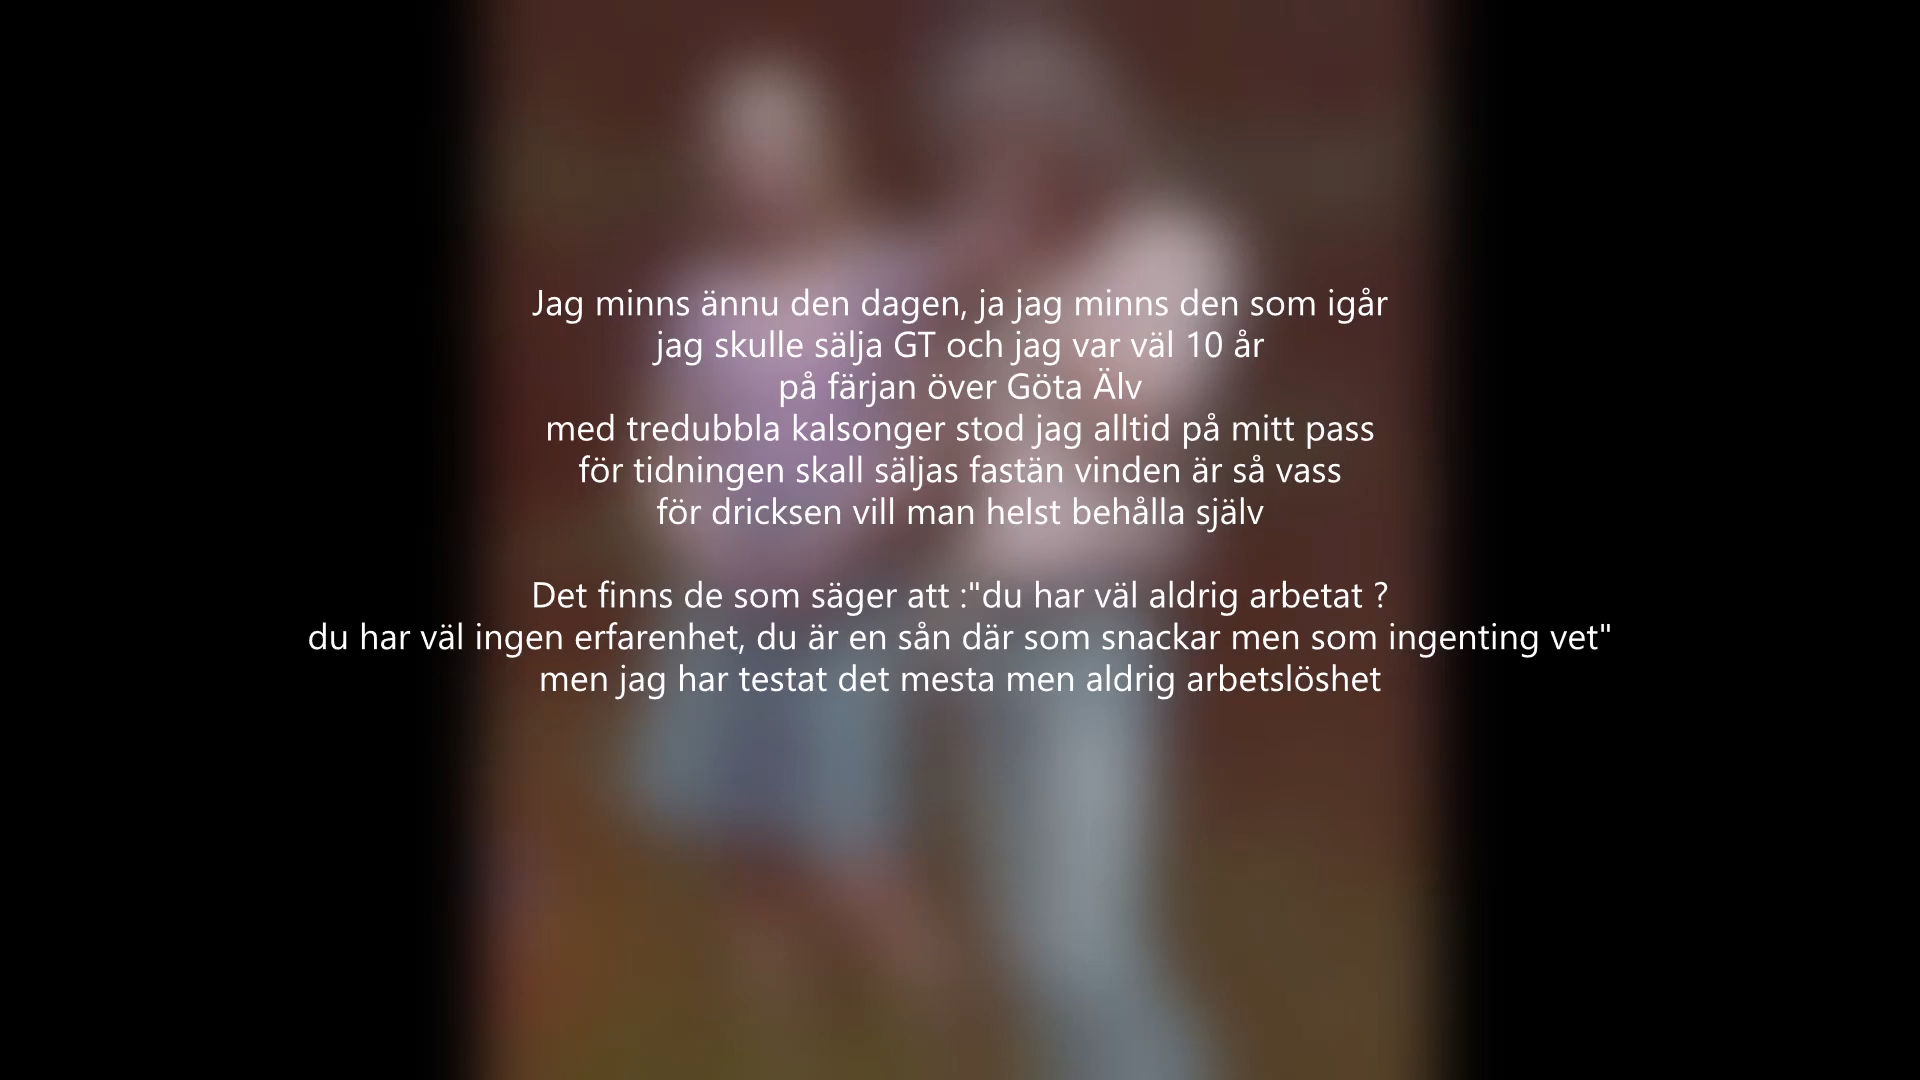 Jag minns ännu den dagen, ja jag minns den som igår
jag skulle sälja GT och jag var väl 10 år
på färjan över Göta Älv
med tredubbla kalsonger stod jag alltid på mitt pass
för tidningen skall säljas fastän vinden är så vass
för dricksen vill man helst behålla själv

Det finns de som säger att :"du har väl aldrig arbetat ?
du har väl ingen erfarenhet, du är en sån där som snackar men som ingenting vet"
men jag har testat det mesta men aldrig arbetslöshet